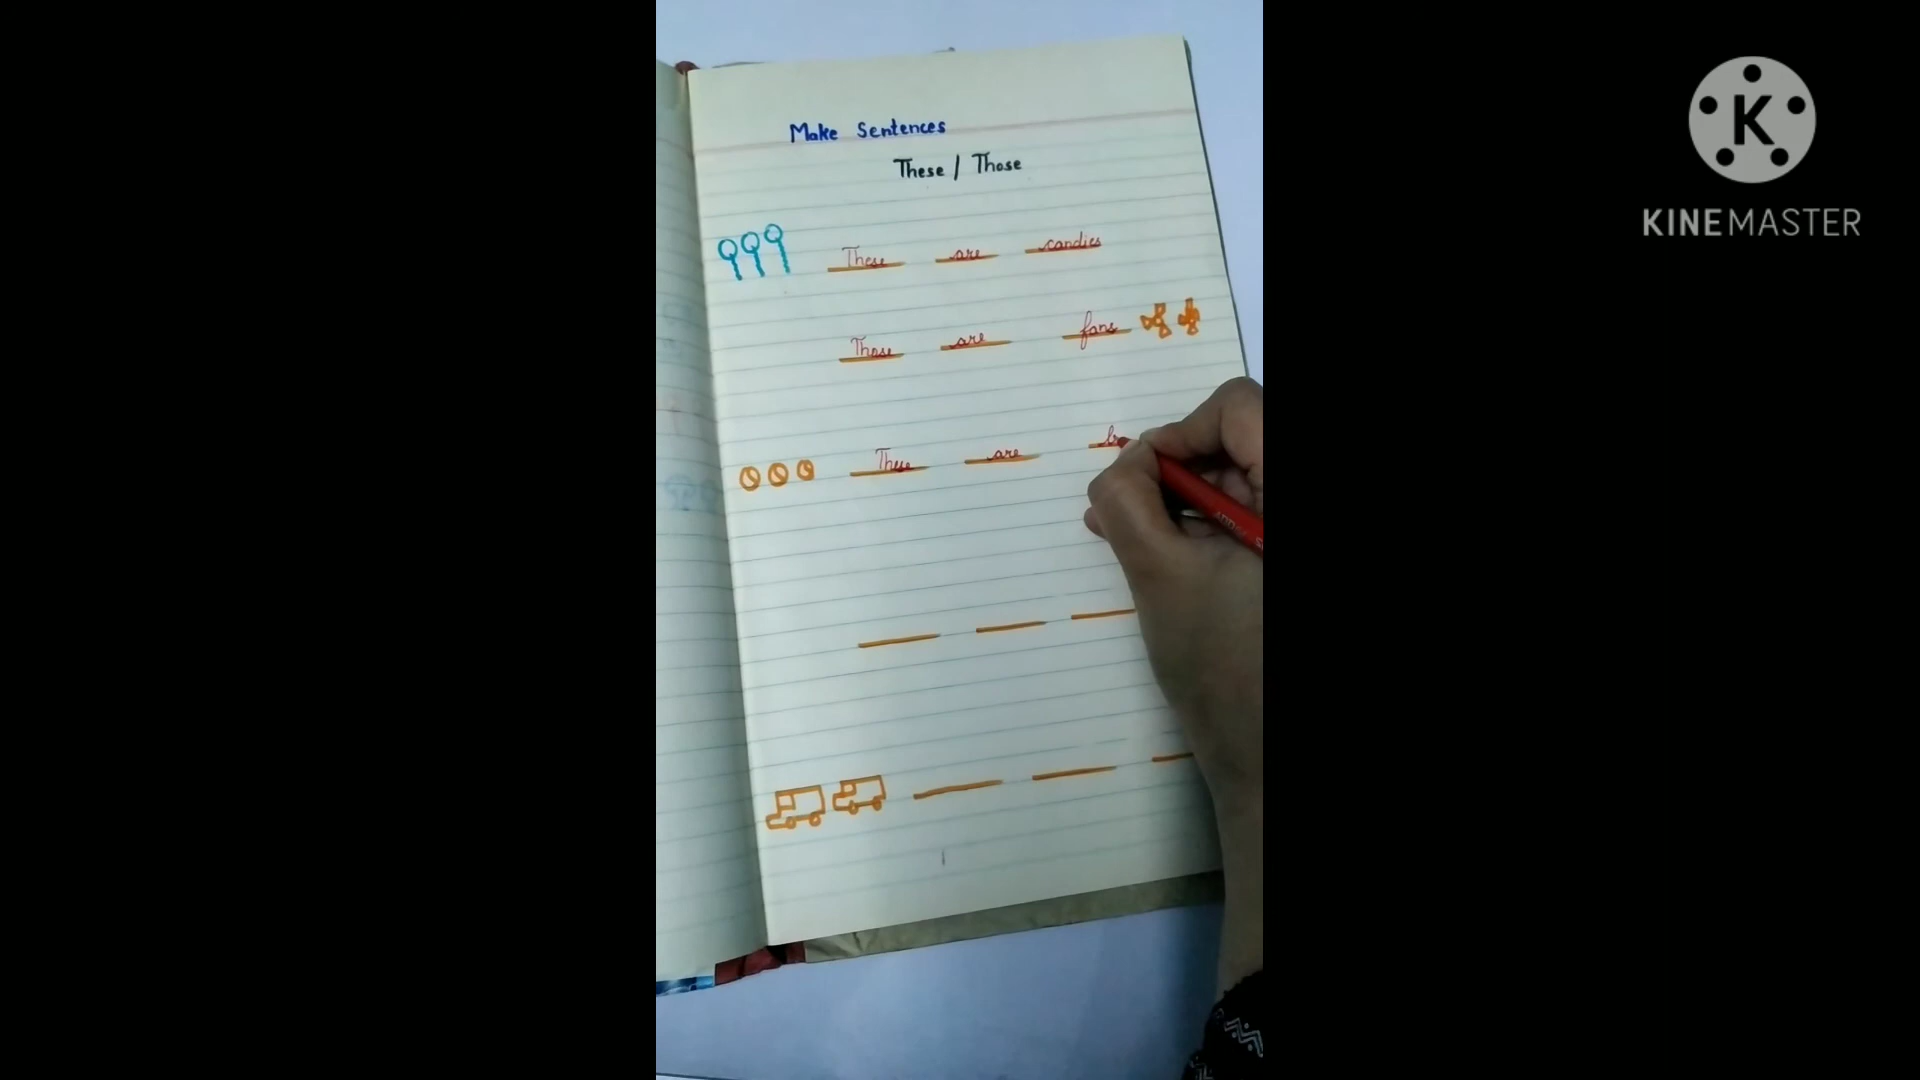 Make Sentences
These / Those
These are candies
Those are fans
These are
KINEMASTER